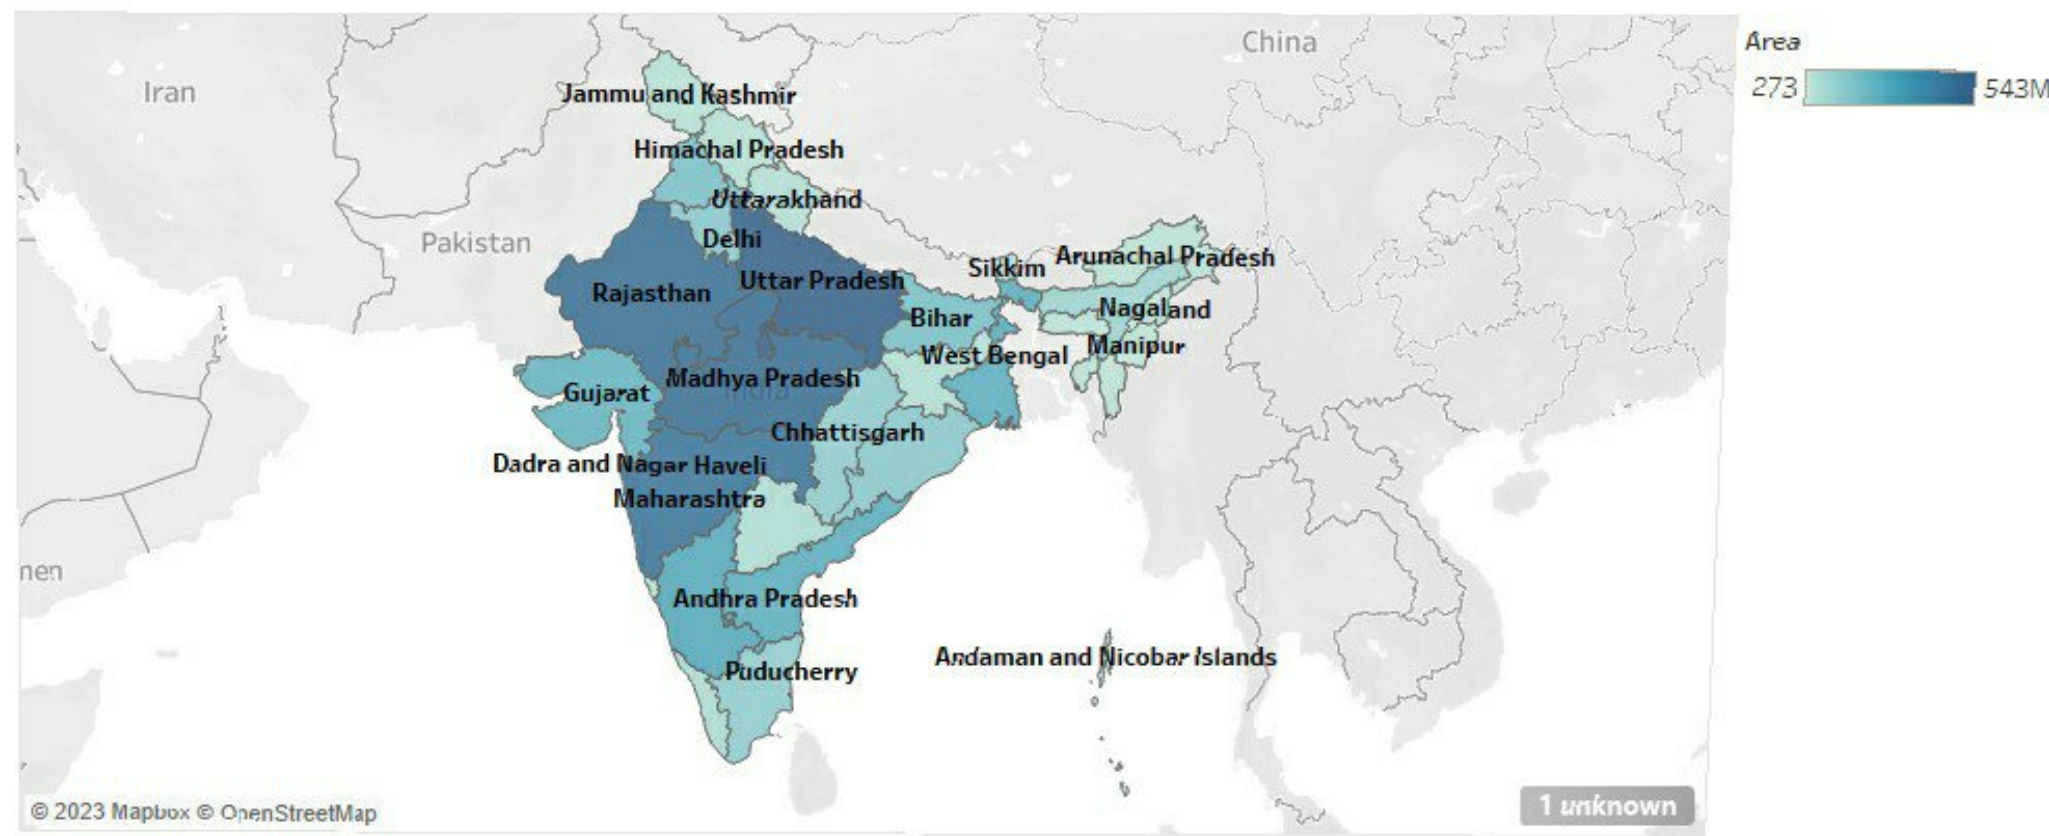 China
Area
273
543M
Iran
Jammu and Kashmir
Himachal Pradesh
Uttarakhand
Pakistan
Delhi
Sikkim
Arunachal Pradesh
Uttar Pradesh
Rajasthan
Bihar
Nagaland
West Bengal
Manipur
Madhya Pradesh
India
Gujarat
Chhattisgarh
Dadra and Nagar Haveli
Maharashtra
men
Andhra Pradesh
Andaman and Nicobar Islands
Puducherry
© 2023 Mapbox © OpenStreetMap
1 unknown